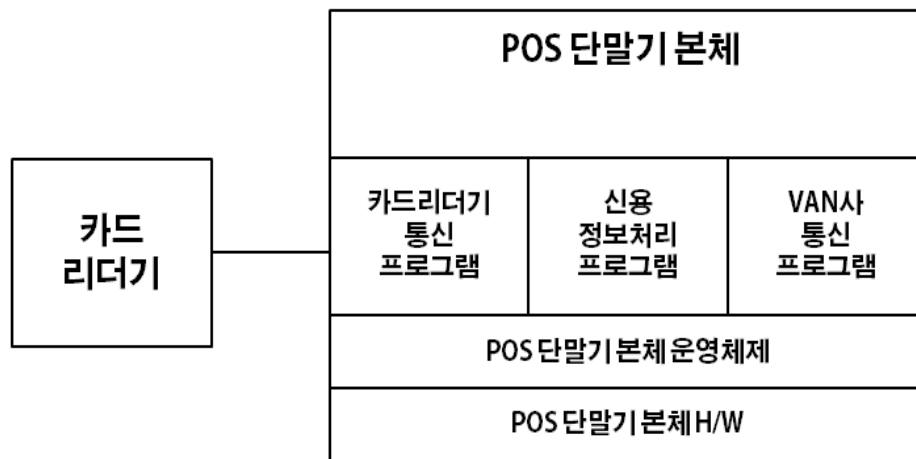 POS 단말기 본체
카드
리더기
카드리더기
통신
프로그램
신용
정보처리
프로그램
VAN사
통신
프로그램
POS 단말기 본체 운영체제
POS 단말기 본체 H/W